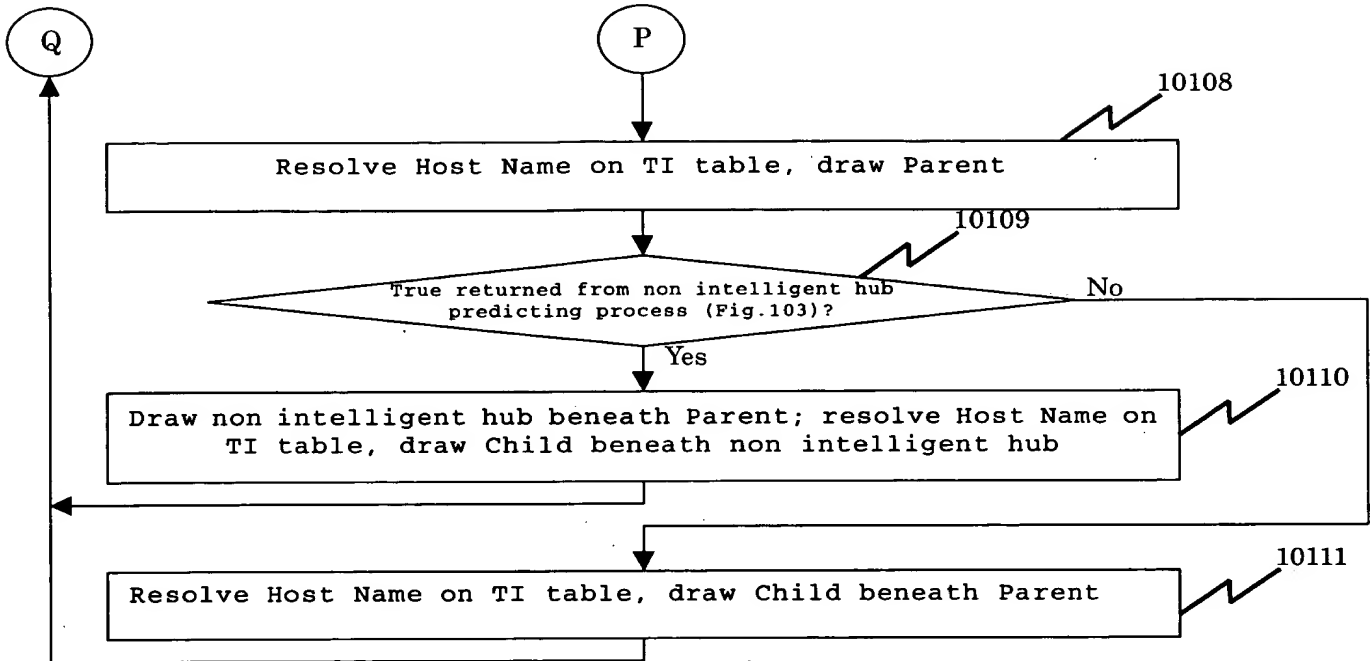 Q
P
10108
Resolve Host Name on TI table, draw Parent
10109
True returned from non intelligent hub
predicting process (Fig.103)?
No
Yes
10110
Draw non intelligent hub beneath Parent; resolve Host Name on
TI table, draw Child beneath non intelligent hub
10111
Resolve Host Name on TI table, draw Child beneath Parent